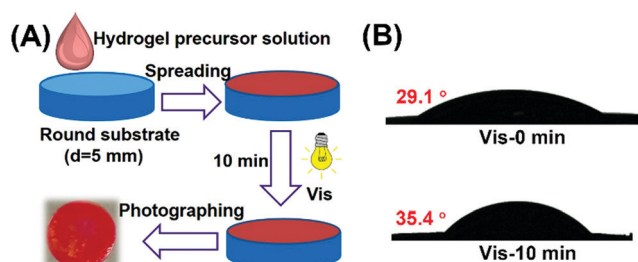 (A)
Hydrogel precursor solution
Spreading
Round substrate
(d=5 mm)
10 min
Vis
Photographing
(B)
29.1 °
Vis-0 min
35.4 °
Vis-10 min